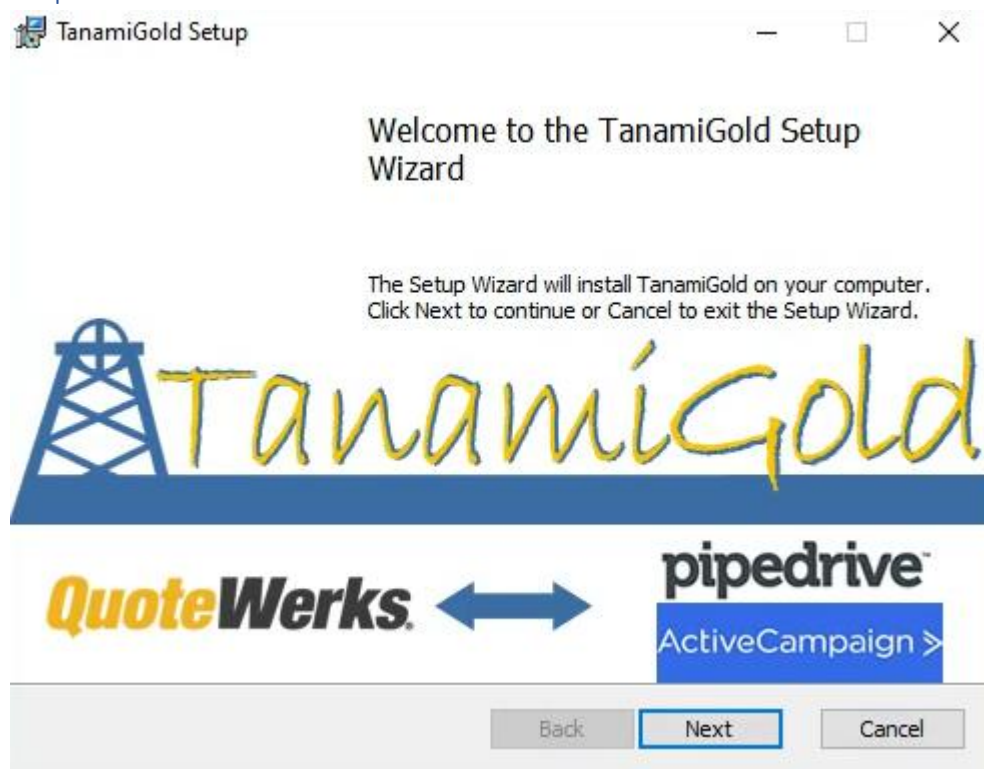 TanamiGold Setup
Welcome to the TanamiGold Setup
Wizard
The Setup Wizard will install TanamiGold on your computer.
Click Next to continue or Cancel to exit the Setup Wizard.
TanamiGold
QuoteWerks®
pipedrive™
ActiveCampaign
Back
Next
Cancel